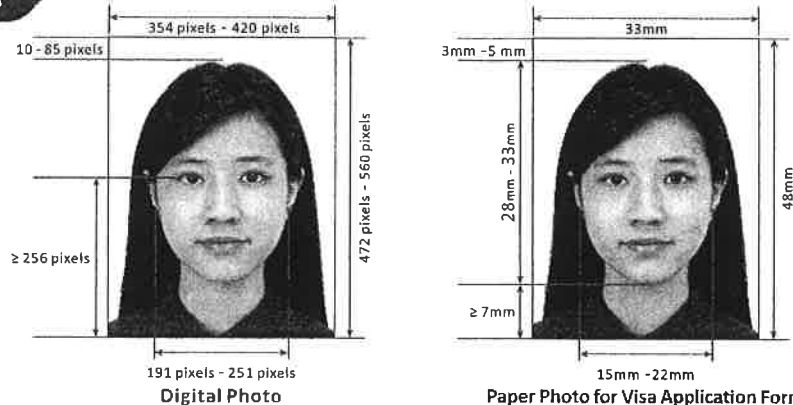 354 pixels - 420 pixels
10 - 85 pixels
472 pixels - 560 pixels
≥ 256 pixels
191 pixels - 251 pixels
Digital Photo
33mm
3mm -5 mm
28mm - 33mm
48mm
≥ 7mm
15mm -22mm
Paper Photo for Visa Application Form